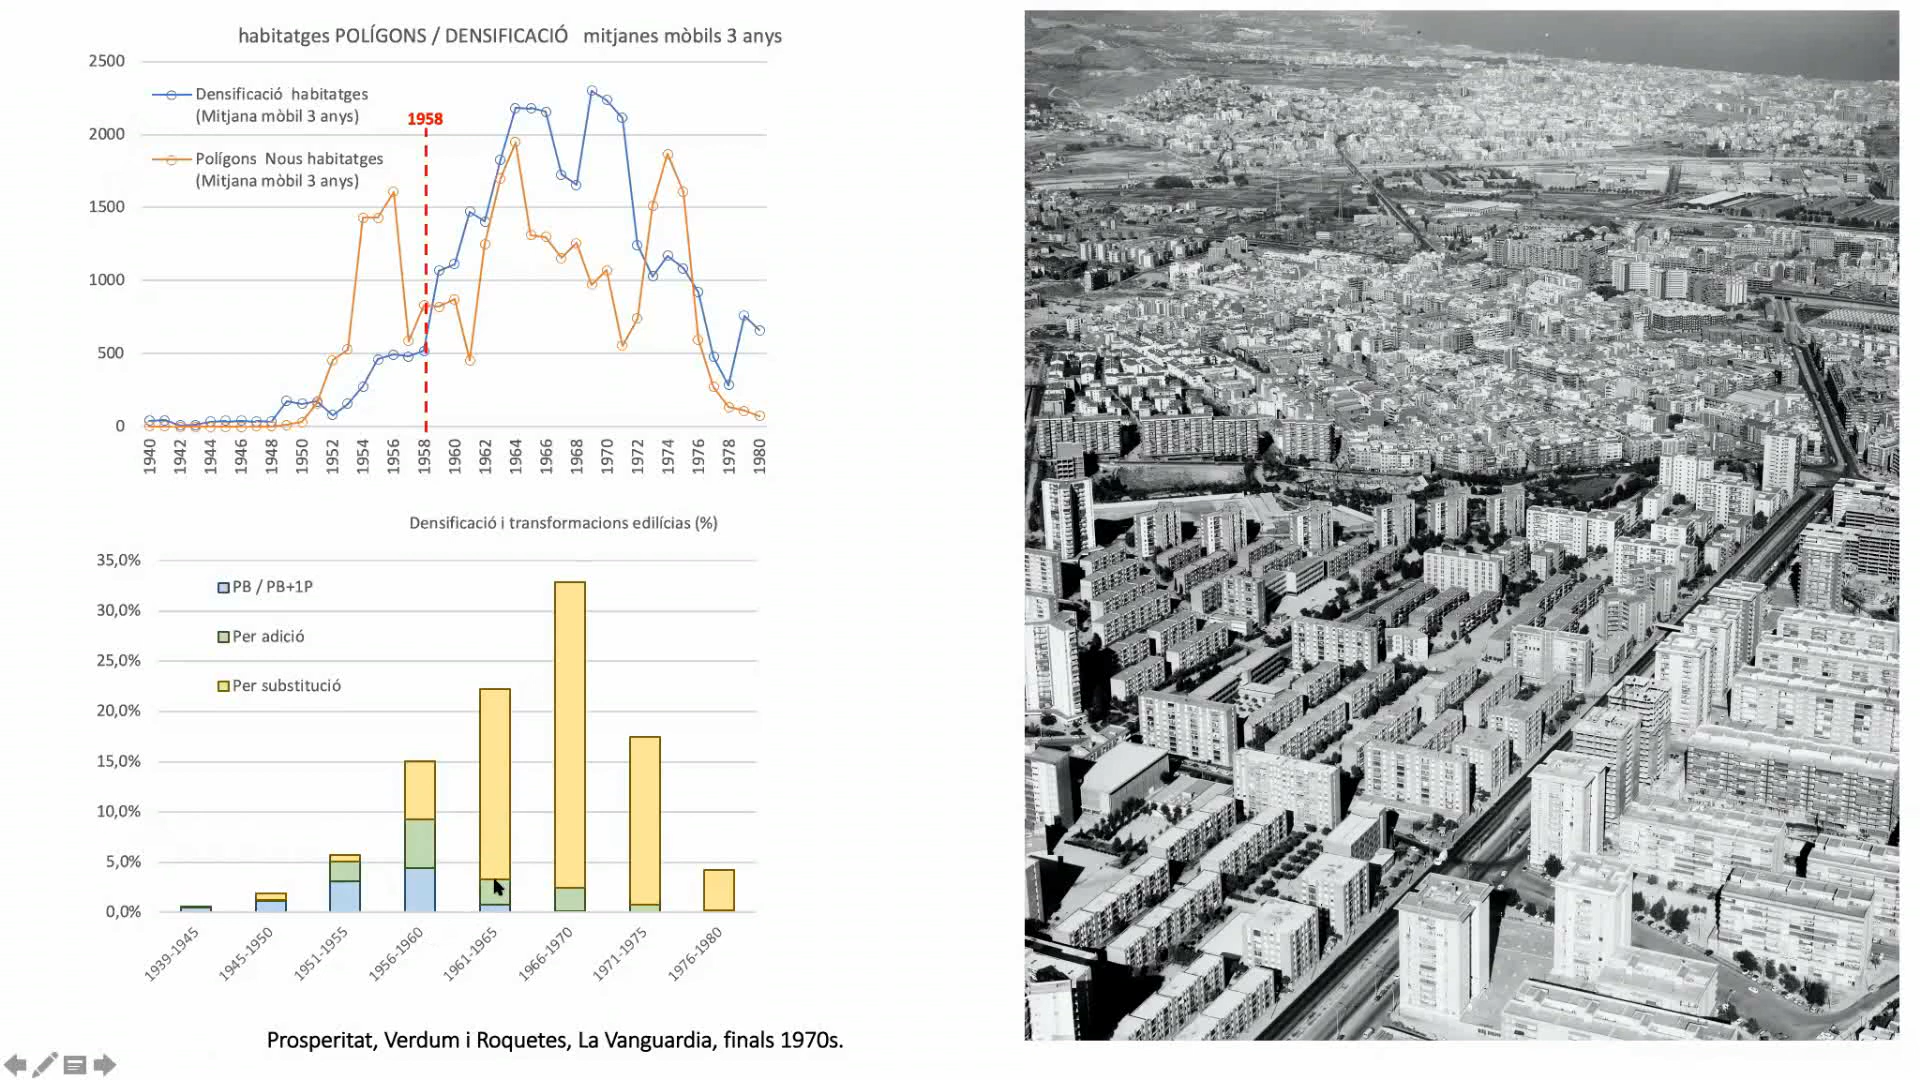 habitatges POLÍGONS / DENSIFICACIÓ mitjanes mòbils 3 anys
2500
2000
1500
1000
500
0
Densificació habitatges
(Mitjana mòbil 3 anys)
Polígons Nous habitatges
(Mitjana mòbil 3 anys)
1958
1940 1942 1944 1946 1948 1950 1952 1954 1956 1958 1960 1962 1964 1966 1968 1970 1972 1974 1976 1978 1980
Densificació i transformacions edilícies (%)
35,0%
30,0%
25,0%
20,0%
15,0%
10,0%
5,0%
0,0%
PB / PB+1P
Per adició
Per substitució
1939-1945 1945-1950 1951-1955 1956-1960 1961-1965 1966-1970 1971-1975 1976-1980
Prosperitat, Verdum i Roquetes, La Vanguardia, finals 1970s.